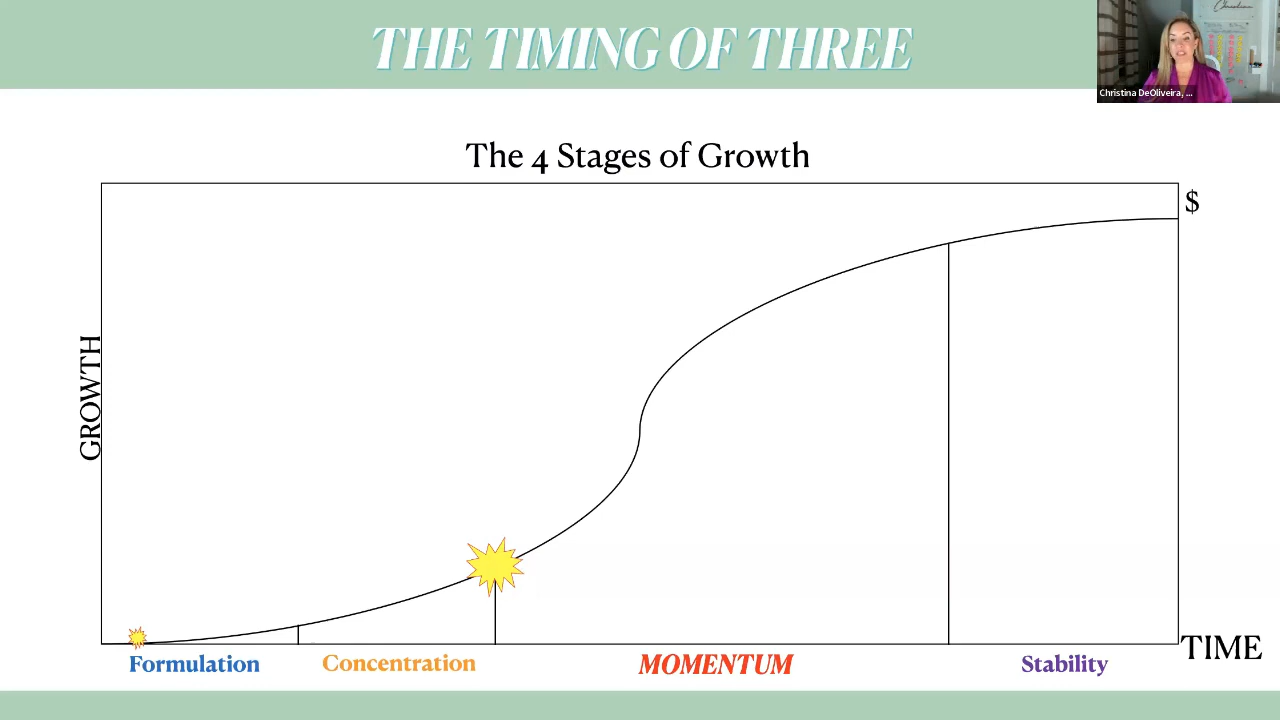 THE TIMING OF THREE
Christina DeOliveira, ...
The 4 Stages of Growth
$
GROWTH
TIME
Formulation
Concentration
MOMENTUM
Stability